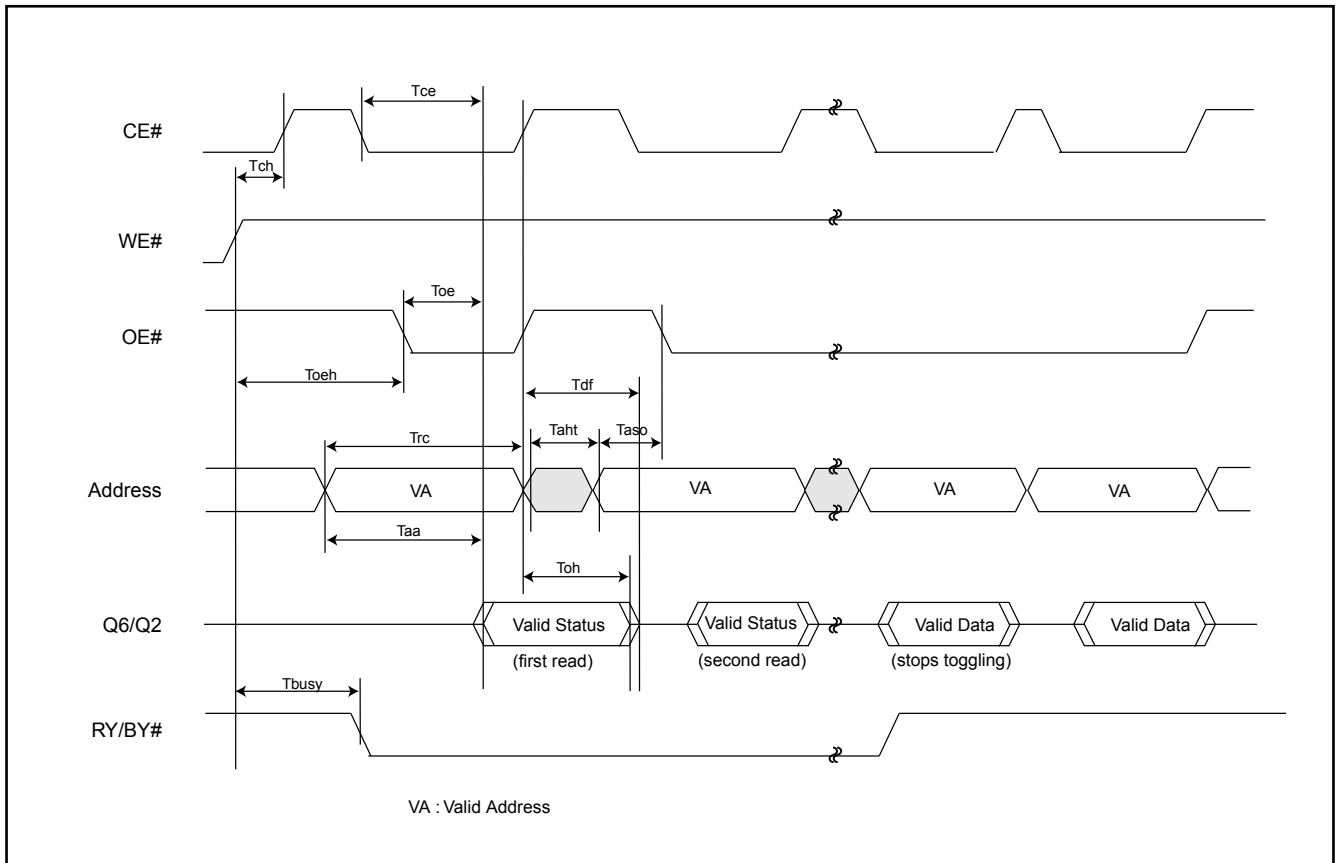 Tce
CE#
Tch
WE#
Toe
OE#
Toeh
Tdf
Trc
Taht
Taso
Address
VA
VA
VA
VA
Taa
Toh
Q6/Q2
Valid Status
Valid Status
Valid Data
Valid Data
(first read)
(second read)
(stops toggling)
Tbusy
RY/BY#
VA : Valid Address